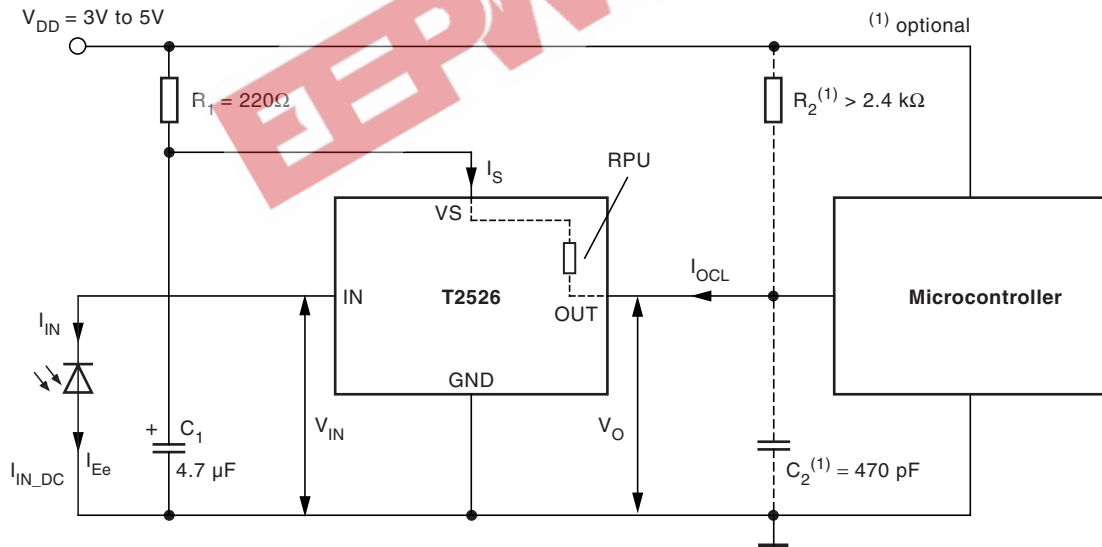 V_DD = 3V to 5V
(1) optional
EEPW
R_1 = 220Ω
R_2^(1) > 2.4 kΩ
RPU
I_S
VS
I_OCL
IN
T2526
OUT
Microcontroller
GND
I_IN
V_IN
V_O
+ C_1
4.7 µF
I_IN_DC
I_Ee
C_2^(1) = 470 pF